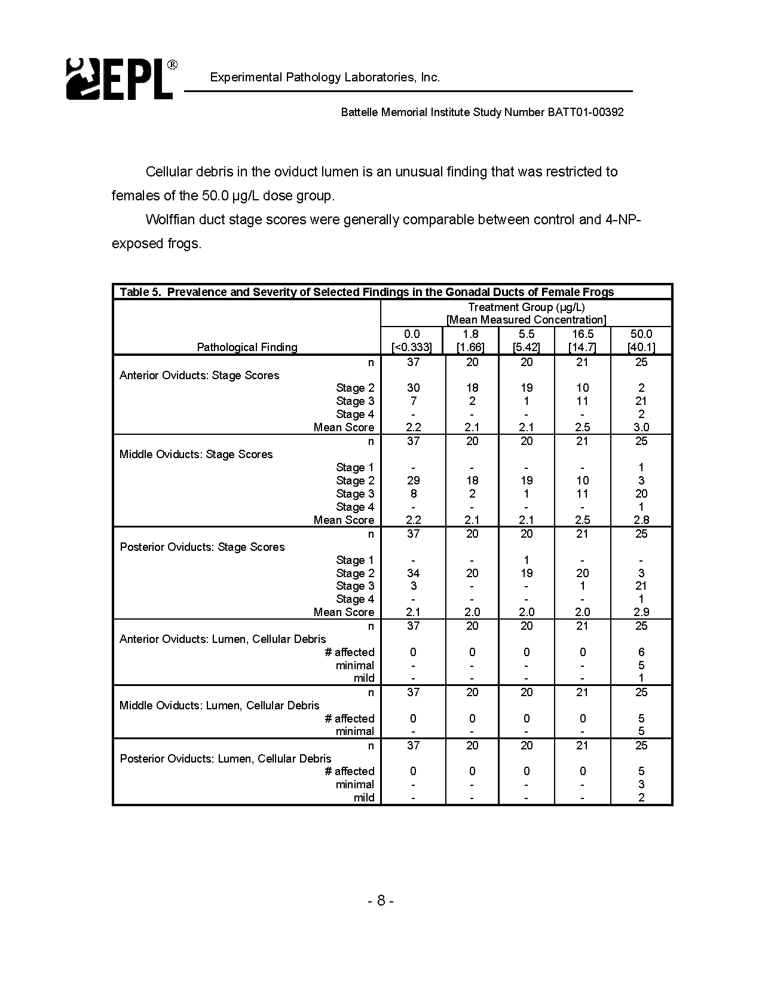 EPL®
Experimental Pathology Laboratories, Inc.
Battelle Memorial Institute Study Number BATT01-00392
Cellular debris in the oviduct lumen is an unusual finding that was restricted to
females of the 50.0 µg/L dose group.
Wolffian duct stage scores were generally comparable between control and 4-NP-
exposed frogs.
Table 5.  Prevalence and Severity of Selected Findings in the Gonadal Ducts of Female Frogs
Treatment Group (µg/L)
[Mean Measured Concentration]
0.0 1.8 5.5 16.5 50.0
Pathological Finding [<0.333] [1.66] [5.42] [14.7] [40.1]
n 37 20 20 21 25
Anterior Oviducts: Stage Scores
Stage 2 30 18 19 10 2
Stage 3 7 2 1 11 21
Stage 4 - - - - 2
Mean Score 2.2 2.1 2.1 2.5 3.0
n 37 20 20 21 25
Middle Oviducts: Stage Scores
Stage 1 - - - - 1
Stage 2 29 18 19 10 3
Stage 3 8 2 1 11 20
Stage 4 - - - - 1
Mean Score 2.2 2.1 2.1 2.5 2.8
n 37 20 20 21 25
Posterior Oviducts: Stage Scores
Stage 1 - - 1 - -
Stage 2 34 20 19 20 3
Stage 3 3 - - 1 21
Stage 4 - - - - 1
Mean Score 2.1 2.0 2.0 2.0 2.9
n 37 20 20 21 25
Anterior Oviducts: Lumen, Cellular Debris
# affected 0 0 0 0 6
minimal - - - - 5
mild - - - - 1
n 37 20 20 21 25
Middle Oviducts: Lumen, Cellular Debris
# affected 0 0 0 0 5
minimal - - - - 5
n 37 20 20 21 25
Posterior Oviducts: Lumen, Cellular Debris
# affected 0 0 0 0 5
minimal - - - - 3
mild - - - - 2
- 8 -